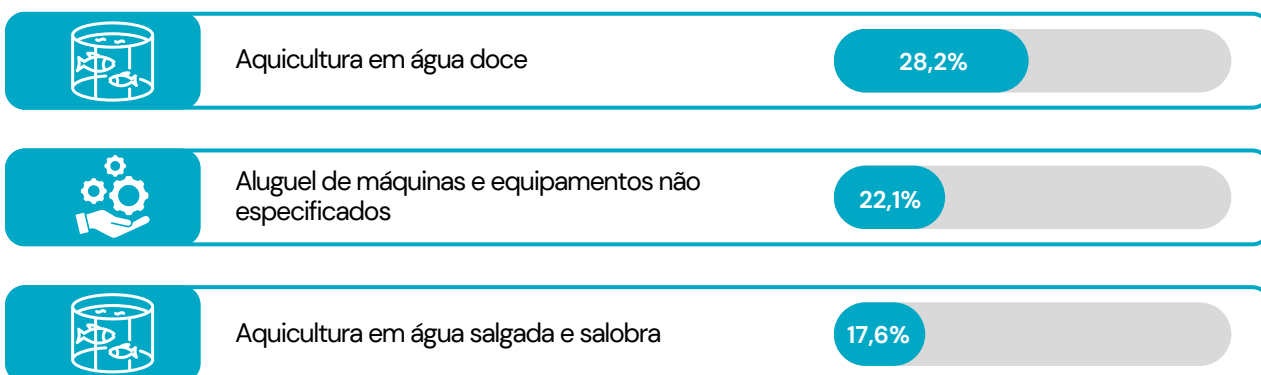 Aquicultura em água doce
28,2%
Aluguel de máquinas e equipamentos não
especificados
22,1%
Aquicultura em água salgada e salobra
17,6%